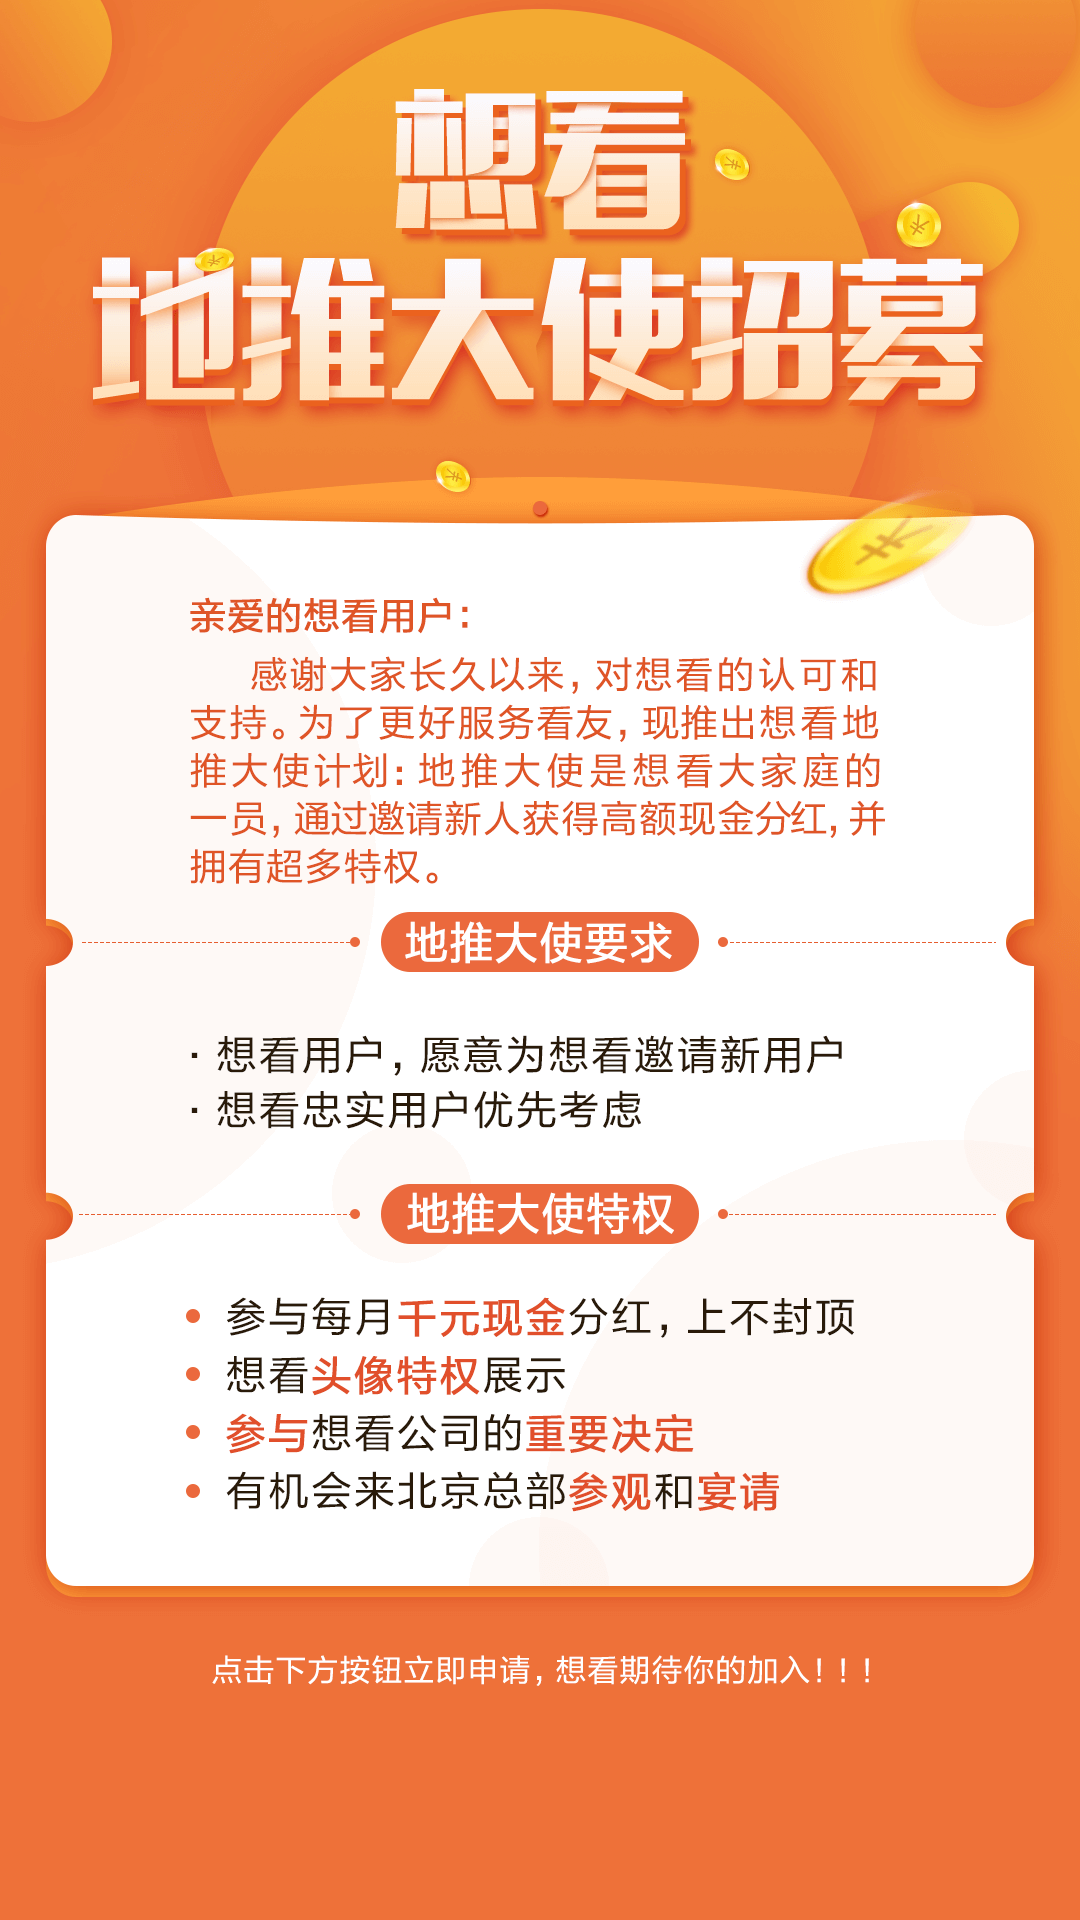 想看
地推大使招募
亲爱的想看用户：
感谢大家长久以来，对想看的认可和
支持。为了更好服务看友，现推出想看地
推大使计划：地推大使是想看大家庭的
一员，通过邀请新人获得高额现金分红，并
拥有超多特权。
地推大使要求
· 想看用户，愿意为想看邀请新用户
· 想看忠实用户优先考虑
地推大使特权
• 参与每月千元现金分红，上不封顶
• 想看头像特权展示
• 参与想看公司的重要决定
• 有机会来北京总部参观和宴请
点击下方按钮立即申请，想看期待你的加入！！！